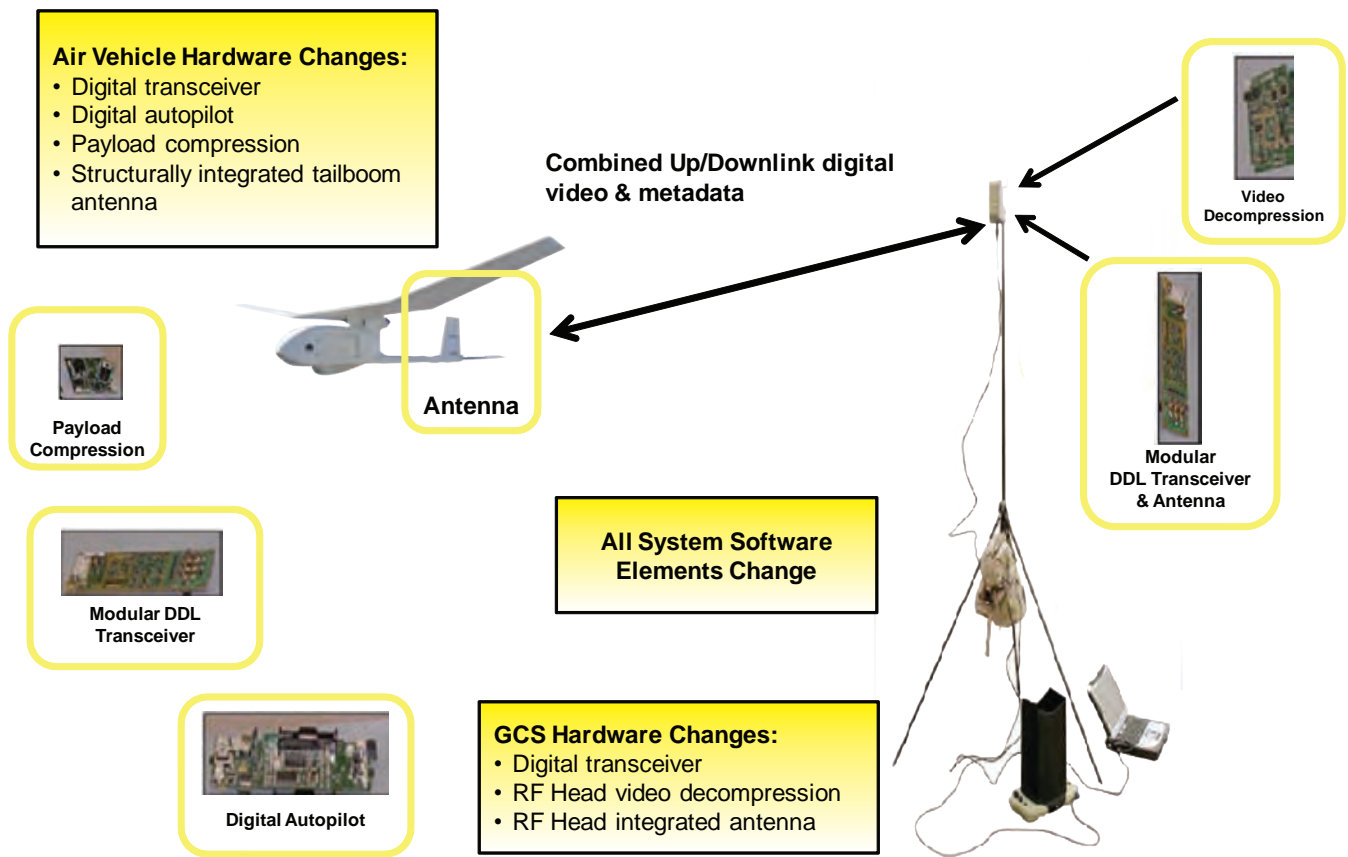 Air Vehicle Hardware Changes:
• Digital transceiver
• Digital autopilot
• Payload compression
• Structurally integrated tailboom
antenna
Combined Up/Downlink digital
video & metadata
Video
Decompression
Antenna
Payload
Compression
Modular
DDL Transceiver
& Antenna
All System Software
Elements Change
Modular DDL
Transceiver
GCS Hardware Changes:
• Digital transceiver
• RF Head video decompression
• RF Head integrated antenna
Digital Autopilot